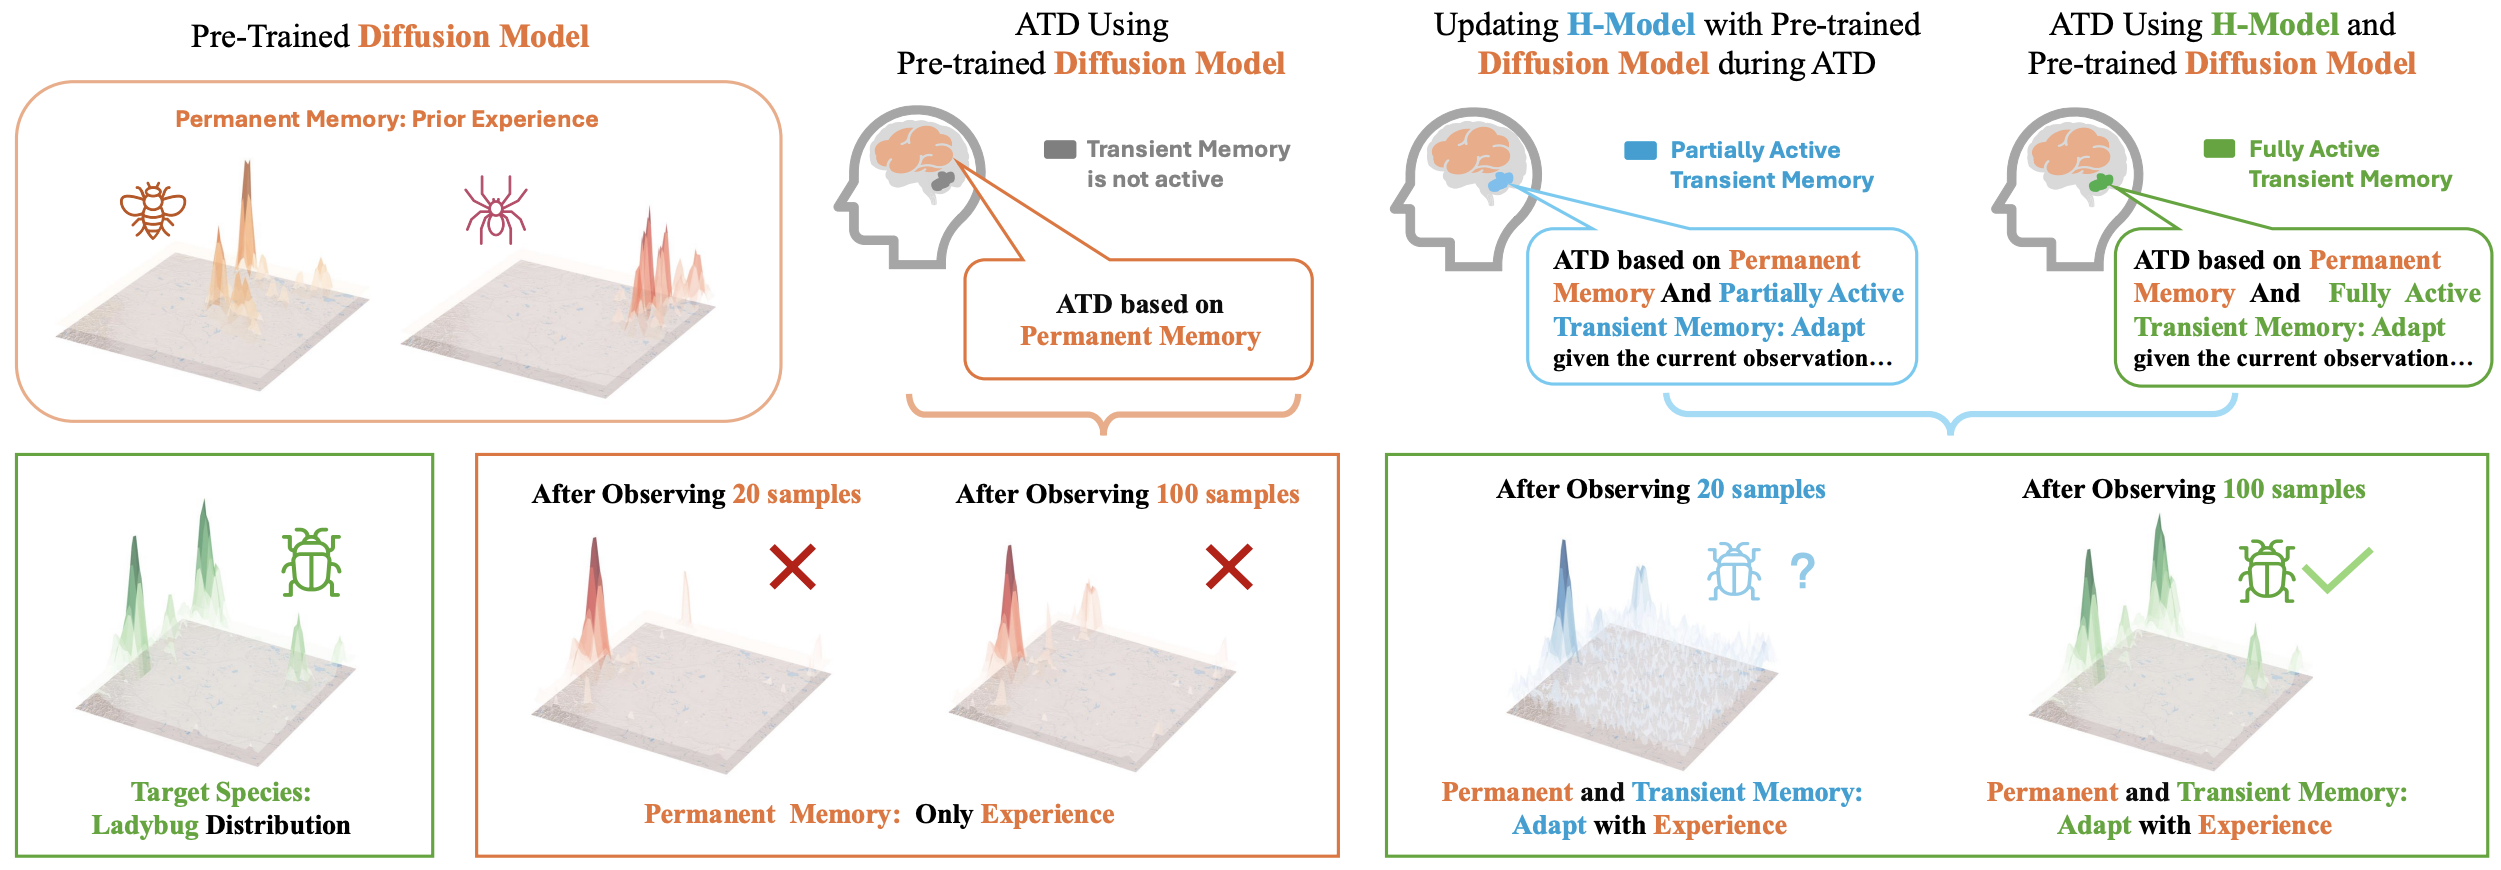 Pre-Trained Diffusion Model
Permanent Memory: Prior Experience
ATD Using
Pre-trained Diffusion Model
Transient Memory
is not active
ATD based on
Permanent Memory
Updating H-Model with Pre-trained
Diffusion Model during ATD
Partially Active
Transient Memory
ATD based on Permanent
Memory And Partially Active
Transient Memory: Adapt
given the current observation…
ATD Using H-Model and
Pre-trained Diffusion Model
Fully Active
Transient Memory
ATD based on Permanent
Memory And Fully Active
Transient Memory: Adapt
given the current observation…
Target Species:
Ladybug Distribution
After Observing 20 samples
After Observing 100 samples
Permanent Memory: Only Experience
After Observing 20 samples
?
Permanent and Transient Memory:
Adapt with Experience
After Observing 100 samples
Permanent and Transient Memory:
Adapt with Experience